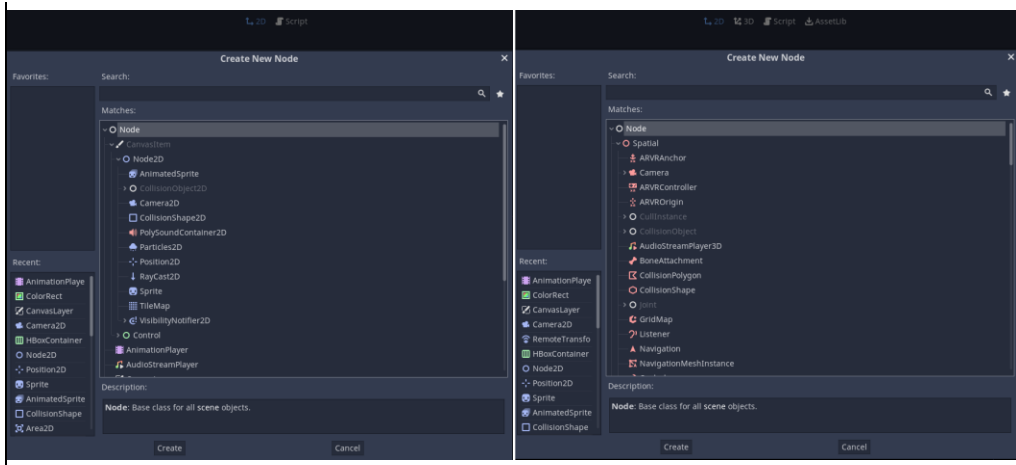 2D Script
Create New Node
Favorites:
Search:
Matches:
Node
CanvasItem
Node2D
AnimatedSprite
CollisionObject2D
Camera2D
CollisionShape2D
PolySoundContainer2D
Particles2D
Position2D
RayCast2D
Sprite
TileMap
VisibilityNotifier2D
Control
AnimationPlayer
AudioStreamPlayer
Recent:
AnimationPlaye
ColorRect
CanvasLayer
Camera2D
HBoxContainer
Node2D
Position2D
Sprite
AnimatedSprite
CollisionShape
Area2D
Description:
Node: Base class for all scene objects.
Create Cancel
2D 3D Script AssetLib
Create New Node
Favorites:
Search:
Matches:
Node
Spatial
ARVRAnchor
Camera
ARVRController
ARVROrigin
CullInstance
CollisionObject
AudioStreamPlayer3D
BoneAttachment
CollisionPolygon
CollisionShape
Joint
GridMap
Listener
Navigation
NavigationMeshInstance
Recent:
AnimationPlaye
ColorRect
CanvasLayer
Camera2D
RemoteTransfo
HBoxContainer
Node2D
Position2D
Sprite
AnimatedSprite
CollisionShape
Description:
Node: Base class for all scene objects.
Create Cancel